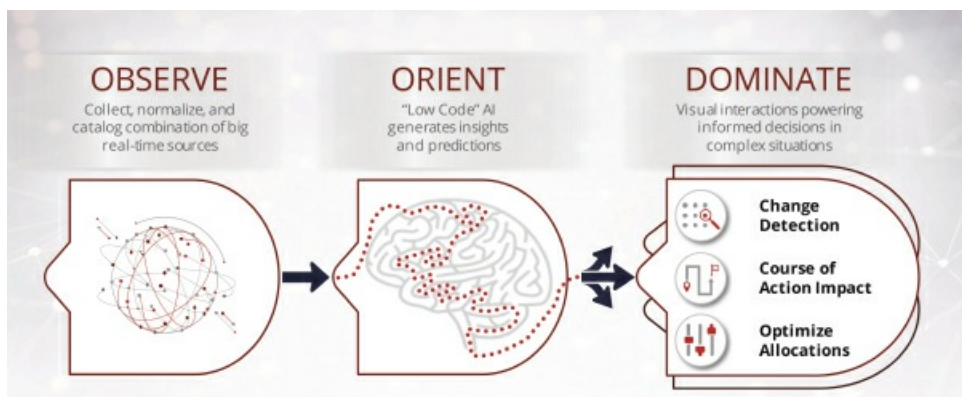 OBSERVE
Collect, normalize, and
catalog combination of big
real-time sources
ORIENT
“Low Code” AI
generates insights
and predictions
DOMINATE
Visual interactions powering
informed decisions in
complex situations
Change
Detection
Course of
Action Impact
Optimize
Allocations